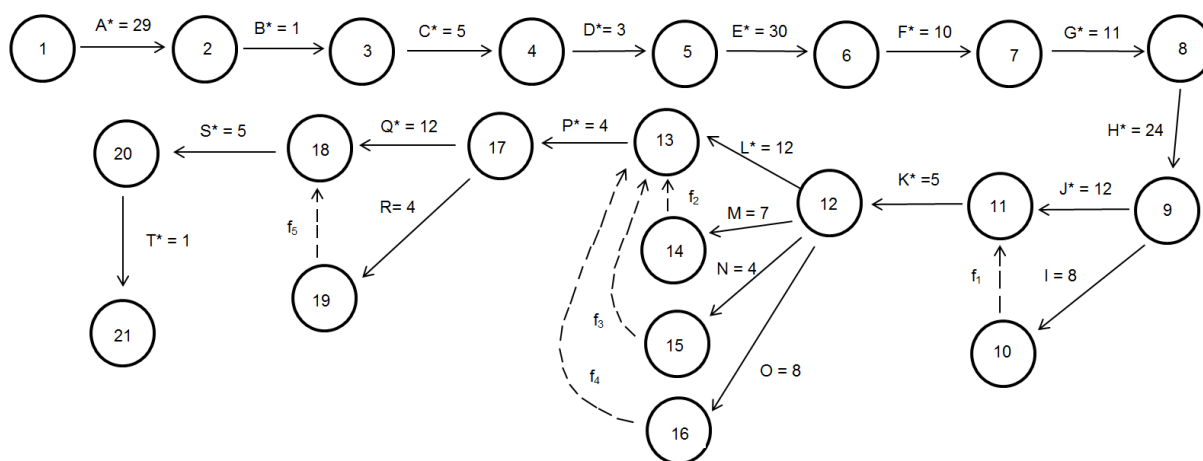 A* = 29
B* = 1
C* = 5
D*= 3
E* = 30
F* = 10
G* = 11
1
2
3
4
5
6
7
8
H* = 24
S* = 5
Q* = 12
P* = 4
L* = 12
K* =5
J* = 12
20
18
17
13
12
11
9
R= 4
f₅
f₂
M = 7
14
N = 4
f₁
I = 8
T* = 1
19
f₃
21
15
10
f₄
O = 8
16